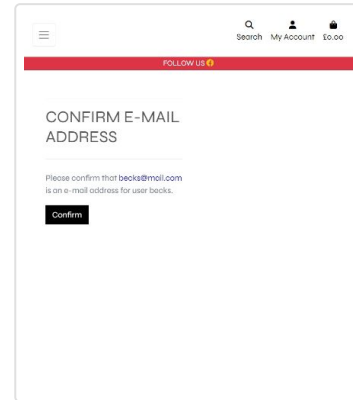 Search My Account £0.00
FOLLOW US
CONFIRM E-MAIL
ADDRESS
Please confirm that becks@mail.com
is an e-mail address for user becks.
Confirm